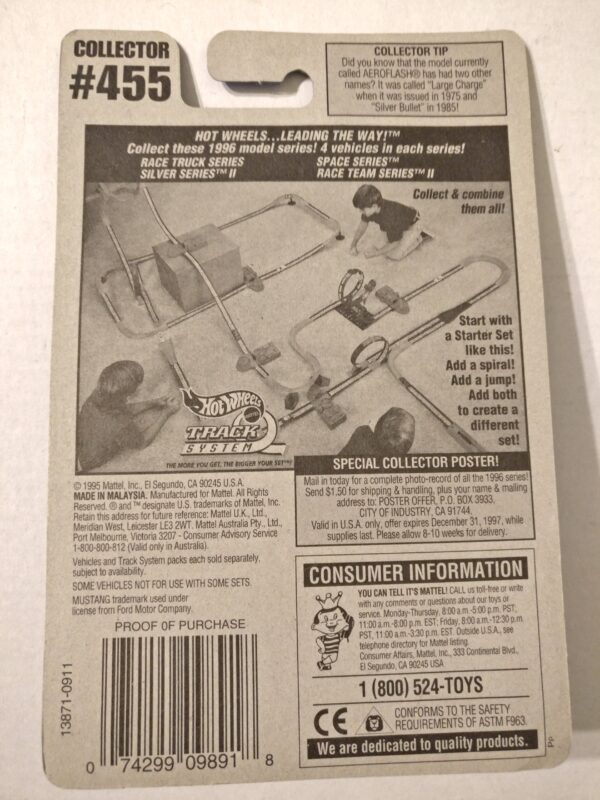 COLLECTOR
#455
COLLECTOR TIP
Did you know that the model currently
called AEROFLASH® has had two other
names? It was called "Large Charge"
when it was issued in 1975 and
"Silver Bullet" in 1985!
HOT WHEELS...LEADING THE WAY!™
Collect these 1996 model series! 4 vehicles in each series!
RACE TRUCK SERIES
SILVER SERIES™ II
SPACE SERIES™
RACE TEAM SERIES™ II
Collect & combine
them all!
Start with
a Starter Set
like this!
Add a spiral!
Add a jump!
Add both
to create a
different
set!
HOT WHEELS
TRACK
SYSTEM
THE MORE YOU GET, THE BIGGER YOUR SET!™
© 1995 Mattel, Inc., El Segundo, CA 90245 U.S.A.
MADE IN MALAYSIA. Manufactured for Mattel. All Rights
Reserved. ® and ™ designate U.S. trademarks of Mattel, Inc.
Retain this address for future reference: Mattel U.K., Ltd.,
Meridian West, Leicester LE3 2WT. Mattel Australia Pty., Ltd.,
Port Melbourne, Victoria 3207 - Consumer Advisory Service
1-800-800-812 (Valid only in Australia).
Vehicles and Track System packs each sold separately,
subject to availability.
SOME VEHICLES NOT FOR USE WITH SOME SETS.
MUSTANG trademark used under
license from Ford Motor Company.
SPECIAL COLLECTOR POSTER!
Mail in today for a complete photo-record of all the 1996 series!
Send $1.50 for shipping & handling, plus your name & mailing
address to: POSTER OFFER, P.O. BOX 3933,
CITY OF INDUSTRY, CA 91744.
Valid in U.S.A. only, offer expires December 31, 1997, while
supplies last. Please allow 8-10 weeks for delivery.
PROOF OF PURCHASE
13871-0911
0 74299 09891 8
CONSUMER INFORMATION
YOU CAN TELL IT'S MATTEL! CALL us toll-free or write
with any comments or questions about our toys or
service. Monday-Thursday, 8:00 a.m.-5:00 p.m. PST,
11:00 a.m.-8:00 p.m. EST; Friday, 8:00 a.m.-12:30 p.m.
PST, 11:00 a.m.-3:30 p.m. EST. Outside U.S.A., see
telephone directory for Mattel listing.
Consumer Affairs, Mattel, Inc., 333 Continental Blvd.,
El Segundo, CA 90245 USA
1 (800) 524-TOYS
CE
CONFORMS TO THE SAFETY
REQUIREMENTS OF ASTM F963.
We are dedicated to quality products.
Pp